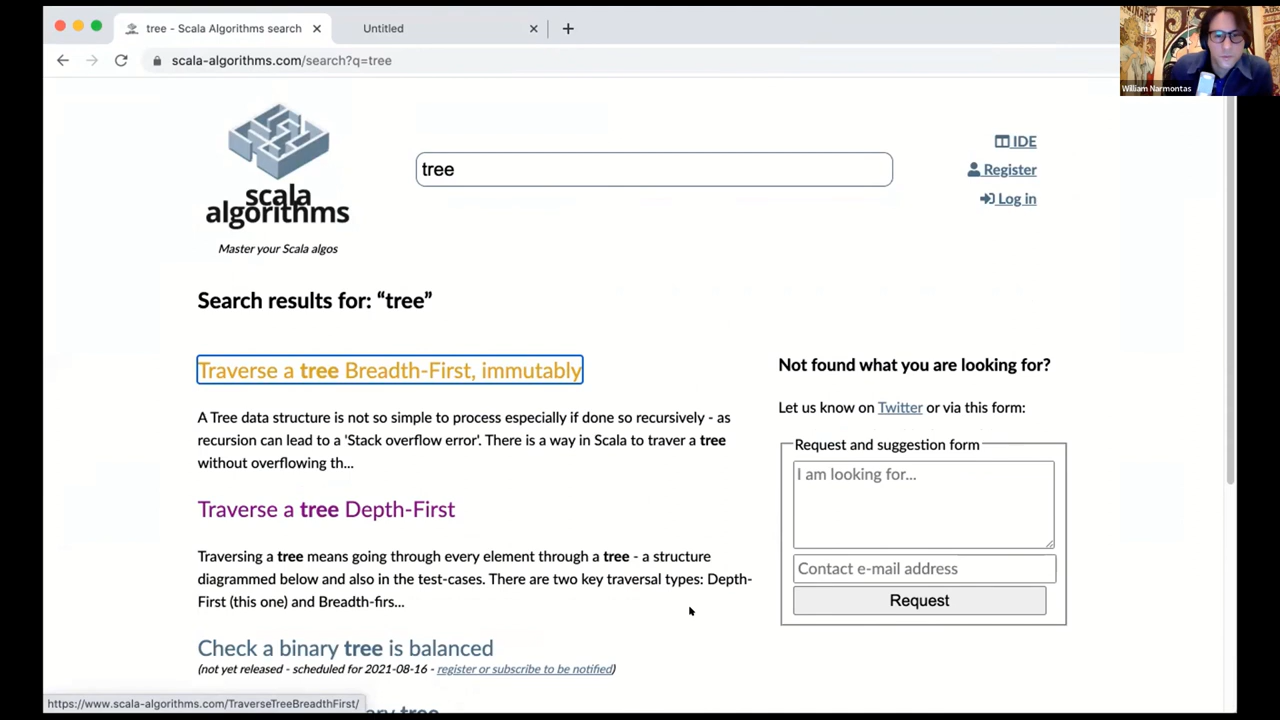 tree - Scala Algorithms search
Untitled
scala-algorithms.com/search?q=tree
William Narmontas
scala
algorithms
Master your Scala algos
tree
IDE
Register
Log in
Search results for: “tree”
Traverse a tree Breadth-First, immutably
A Tree data structure is not so simple to process especially if done so recursively - as
recursion can lead to a 'Stack overflow error'. There is a way in Scala to traver a tree
without overflowing th...
Traverse a tree Depth-First
Traversing a tree means going through every element through a tree - a structure
diagrammed below and also in the test-cases. There are two key traversal types: Depth-
First (this one) and Breadth-firs...
Check a binary tree is balanced
(not yet released - scheduled for 2021-08-16 - register or subscribe to be notified)
tree
Not found what you are looking for?
Let us know on Twitter or via this form:
Request and suggestion form
I am looking for...
Contact e-mail address
Request
https://www.scala-algorithms.com/TraverseTreeBreadthFirst/